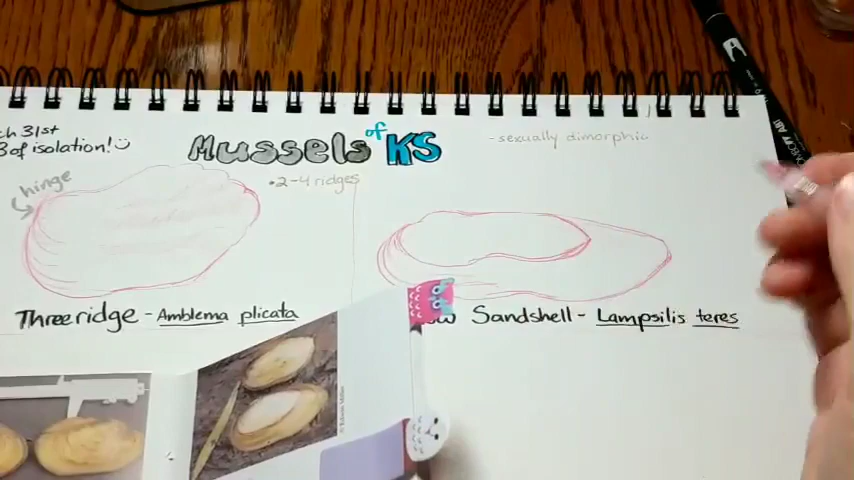 ch 31st
3 of isolation! :)
Mussels of KS
- sexually dimorphic
hinge
• 2-4 ridges
Threeridge - Amblema plicata
Sandshell - Lampsilis teres